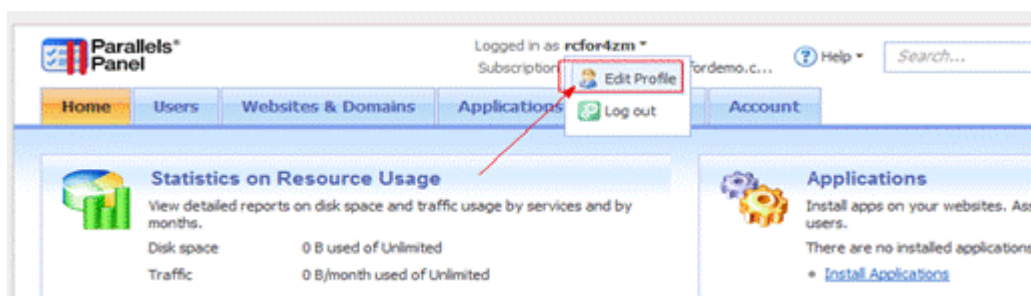 Parallels®
Panel
Logged in as rcfor4zm
Subscription
fordemo.c...
Help
Search...
Edit Profile
Log out
Home
Users
Websites & Domains
Applications
Account
Statistics on Resource Usage
View detailed reports on disk space and traffic usage by services and by
months.
Disk space 0 B used of Unlimited
Traffic 0 B/month used of Unlimited
Applications
Install apps on your websites. Ass
users.
There are no installed applications
Install Applications